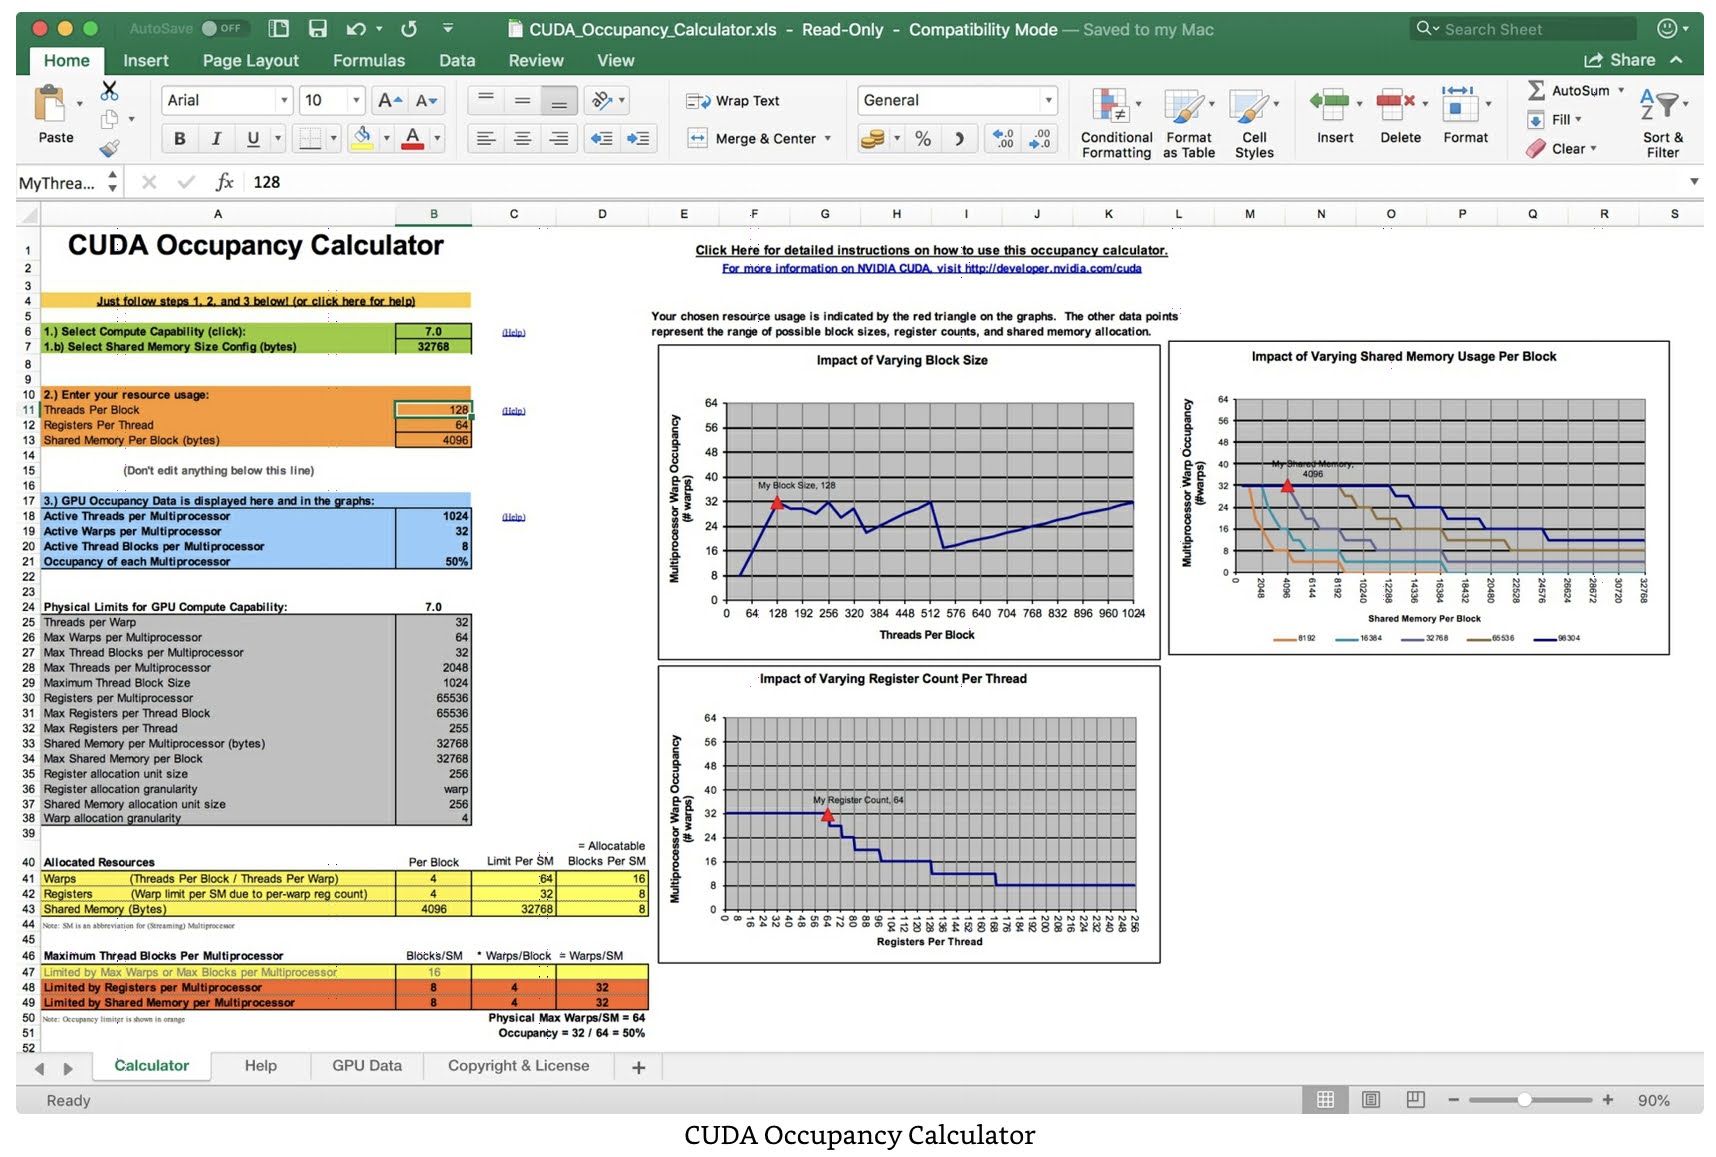 AutoSave OFF CUDA_Occupancy_Calculator.xls - Read-Only - Compatibility Mode — Saved to my Mac Search Sheet
Home Insert Page Layout Formulas Data Review View Share
Paste Arial 10 A A Wrap Text General Conditional Formatting Format as Table Cell Styles Insert Delete Format AutoSum Fill Clear Sort & Filter
B I U A Merge & Center % .0 .00 .00 .0
MyThrea... fx 128
A B C D E F G H I J K L M N O P Q R S
1 CUDA Occupancy Calculator
Click Here for detailed instructions on how to use this occupancy calculator.
2 For more information on NVIDIA CUDA, visit http://developer.nvidia.com/cuda
3
4 Just follow steps 1, 2, and 3 below! (or click here for help)
5
6 1.) Select Compute Capability (click): 7.0 (Help)
7 1.b) Select Shared Memory Size Config (bytes) 32768
8
9
10 2.) Enter your resource usage:
11 Threads Per Block 128 (Help)
12 Registers Per Thread 64
13 Shared Memory Per Block (bytes) 4096
14
15 (Don't edit anything below this line)
16
17 3.) GPU Occupancy Data is displayed here and in the graphs:
18 Active Threads per Multiprocessor 1024 (Help)
19 Active Warps per Multiprocessor 32
20 Active Thread Blocks per Multiprocessor 8
21 Occupancy of each Multiprocessor 50%
22
23
24 Physical Limits for GPU Compute Capability: 7.0
25 Threads per Warp 32
26 Max Warps per Multiprocessor 64
27 Max Thread Blocks per Multiprocessor 32
28 Max Threads per Multiprocessor 2048
29 Maximum Thread Block Size 1024
30 Registers per Multiprocessor 65536
31 Max Registers per Thread Block 65536
32 Max Registers per Thread 255
33 Shared Memory per Multiprocessor (bytes) 32768
34 Max Shared Memory per Block 32768
35 Register allocation unit size 256
36 Register allocation granularity warp
37 Shared Memory allocation unit size 256
38 Warp allocation granularity 4
39
= Allocatable
40 Allocated Resources Per Block Limit Per SM Blocks Per SM
41 Warps (Threads Per Block / Threads Per Warp) 4 64 16
42 Registers (Warp limit per SM due to per-warp reg count) 4 32 8
43 Shared Memory (Bytes) 4096 32768 8
44 Note: SM is an abbreviation for (Streaming) Multiprocessor
45
46 Maximum Thread Blocks Per Multiprocessor Blocks/SM * Warps/Block = Warps/SM
47 Limited by Max Warps or Max Blocks per Multiprocessor 16
48 Limited by Registers per Multiprocessor 8 4 32
49 Limited by Shared Memory per Multiprocessor 8 4 32
50 Note: Occupancy limiter is shown in orange Physical Max Warps/SM = 64
51 Occupancy = 32 / 64 = 50%
52
Your chosen resource usage is indicated by the red triangle on the graphs. The other data points
represent the range of possible block sizes, register counts, and shared memory allocation.
Impact of Varying Block Size
Multiprocessor Warp Occupancy
(# warps)
64
56
48
40
32
24
16
8
0
My Block Size, 128
0 64 128 192 256 320 384 448 512 576 640 704 768 832 896 960 1024
Threads Per Block
Impact of Varying Shared Memory Usage Per Block
Multiprocessor Warp Occupancy
(#warps)
64
56
48
40
32
24
16
8
0
My Shared Memory,
4096
0 2048 4096 6144 8192 10240 12288 14336 16384 18432 20480 22528 24576 26624 28672 30720 32768
Shared Memory Per Block
8192 16384 32768 65536 98304
Impact of Varying Register Count Per Thread
Multiprocessor Warp Occupancy
(# warps)
64
56
48
40
32
24
16
8
0
My Register Count, 64
0 8 16 24 32 40 48 56 64 72 80 88 96 104 112 120 128 136 144 152 160 168 176 184 192 200 208 216 224 232 240 248 256
Registers Per Thread
Calculator Help GPU Data Copyright & License +
Ready − + 90%
CUDA Occupancy Calculator